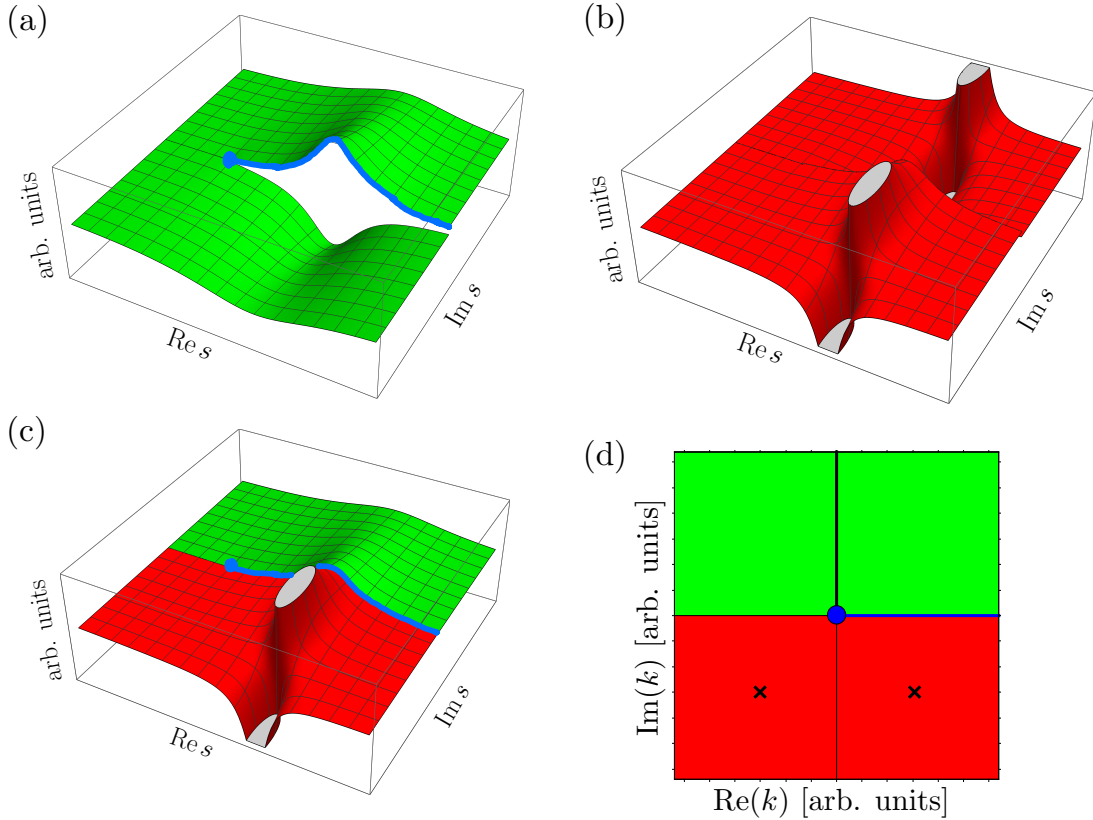 (a)
arb. units
Re s
Im s
(b)
arb. units
Re s
Im s
(c)
arb. units
Re s
Im s
(d)
Im(k) [arb. units]
Re(k) [arb. units]